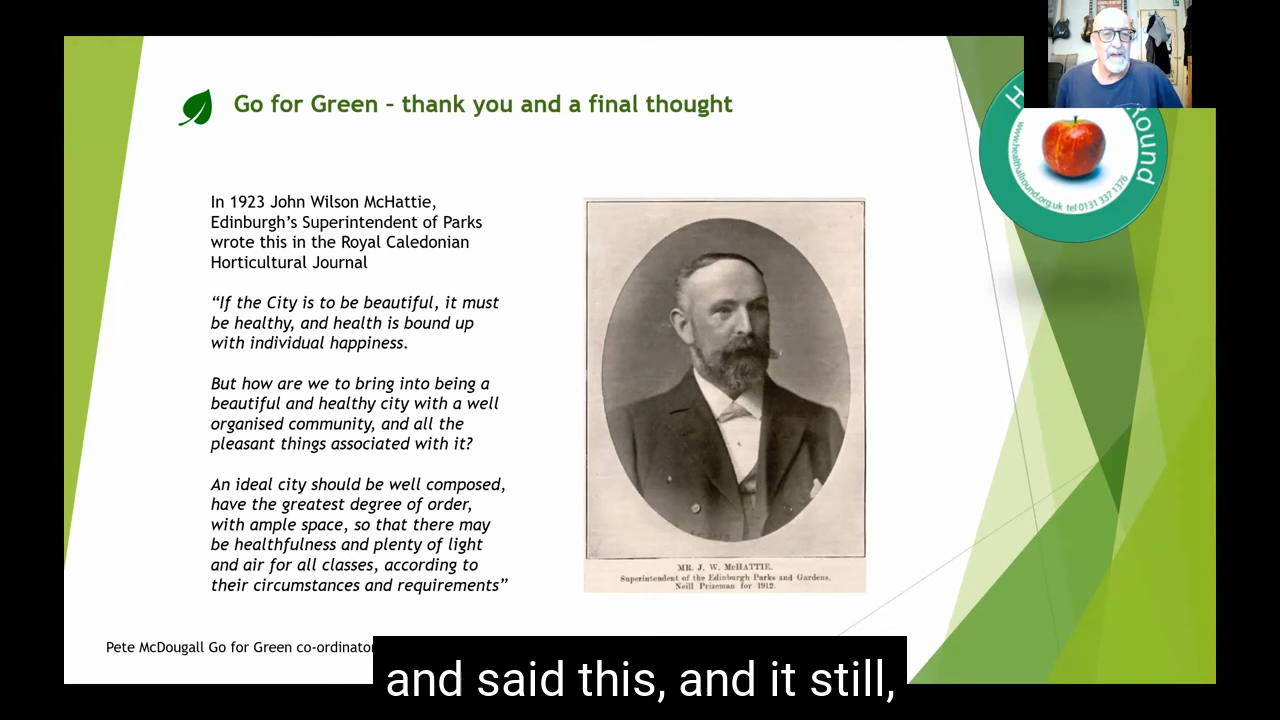 Go for Green – thank you and a final thought
In 1923 John Wilson McHattie,
Edinburgh's Superintendent of Parks
wrote this in the Royal Caledonian
Horticultural Journal
“If the City is to be beautiful, it must
be healthy, and health is bound up
with individual happiness.
But how are we to bring into being a
beautiful and healthy city with a well
organised community, and all the
pleasant things associated with it?
An ideal city should be well composed,
have the greatest degree of order,
with ample space, so that there may
be healthfulness and plenty of light
and air for all classes, according to
their circumstances and requirements”
MR. J. W. McHATTIE,
Superintendent of the Edinburgh Parks and Gardens,
Neill Prizeman for 1912.
H
Round
www.healthallround.org.uk tel 0131 337 1376
Pete McDougall Go for Green co-ordinator
and said this, and it still,